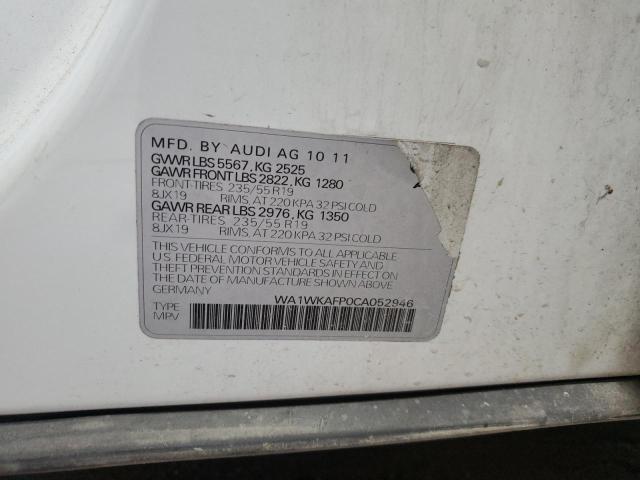 MFD. BY AUDI AG 10 11
GVWR LBS 5567, KG 2525
GAWR FRONT LBS 2822, KG 1280
FRONT-TIRES 235/55 R19
8JX19 RIMS, AT 220 KPA 32 PSI COLD
GAWR REAR LBS 2976, KG 1350
REAR-TIRES 235/55 R19
8JX19 RIMS, AT 220 KPA 32 PSI COLD
THIS VEHICLE CONFORMS TO ALL APPLICABLE
U.S FEDERAL MOTOR VEHICLE SAFETY AND
THEFT PREVENTION STANDARDS IN EFFECT ON
THE DATE OF MANUFACTURE SHOWN ABOVE
GERMANY
WA1WKAFP0CA052946
TYPE
MPV